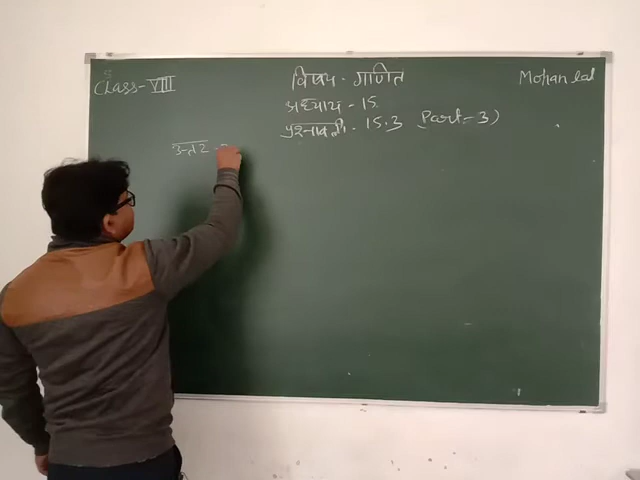 Class-VIII
विषय - गणित
Mohan lal
अध्याय - 15
प्रश्नावली - 15.3 Part-3)
उत्तर -